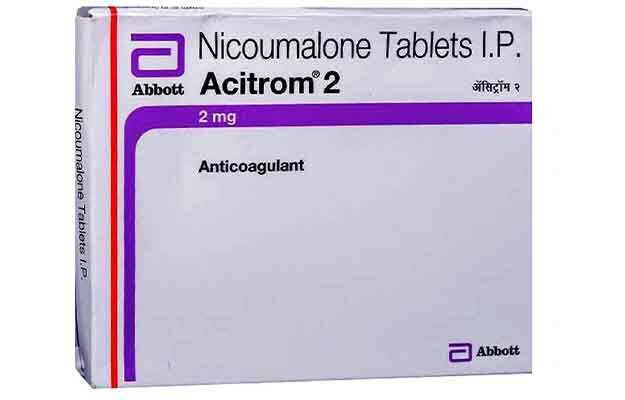 Nicoumalone Tablets I.P.
Abbott
Acitrom® 2
ॲसिट्रॉम २
2 mg
Anticoagulant
Nicoumalone Tablets I.P.
Abbott